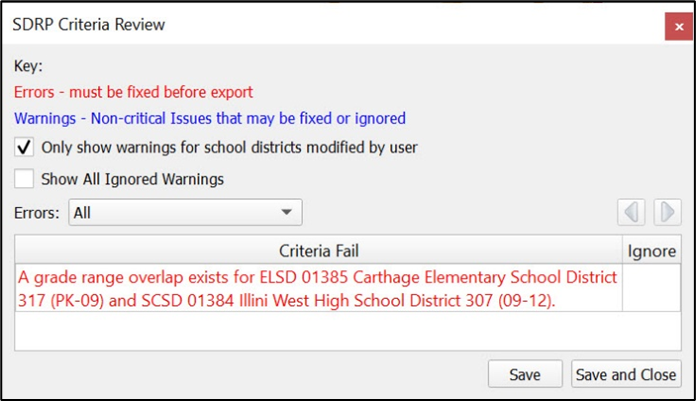 SDRP Criteria Review
Key:
Errors - must be fixed before export
Warnings - Non-critical Issues that may be fixed or ignored
Only show warnings for school districts modified by user
Show All Ignored Warnings
Errors: All
Criteria Fail Ignore
A grade range overlap exists for ELSD 01385 Carthage Elementary School District
317 (PK-09) and SCSD 01384 Illini West High School District 307 (09-12).
Save Save and Close